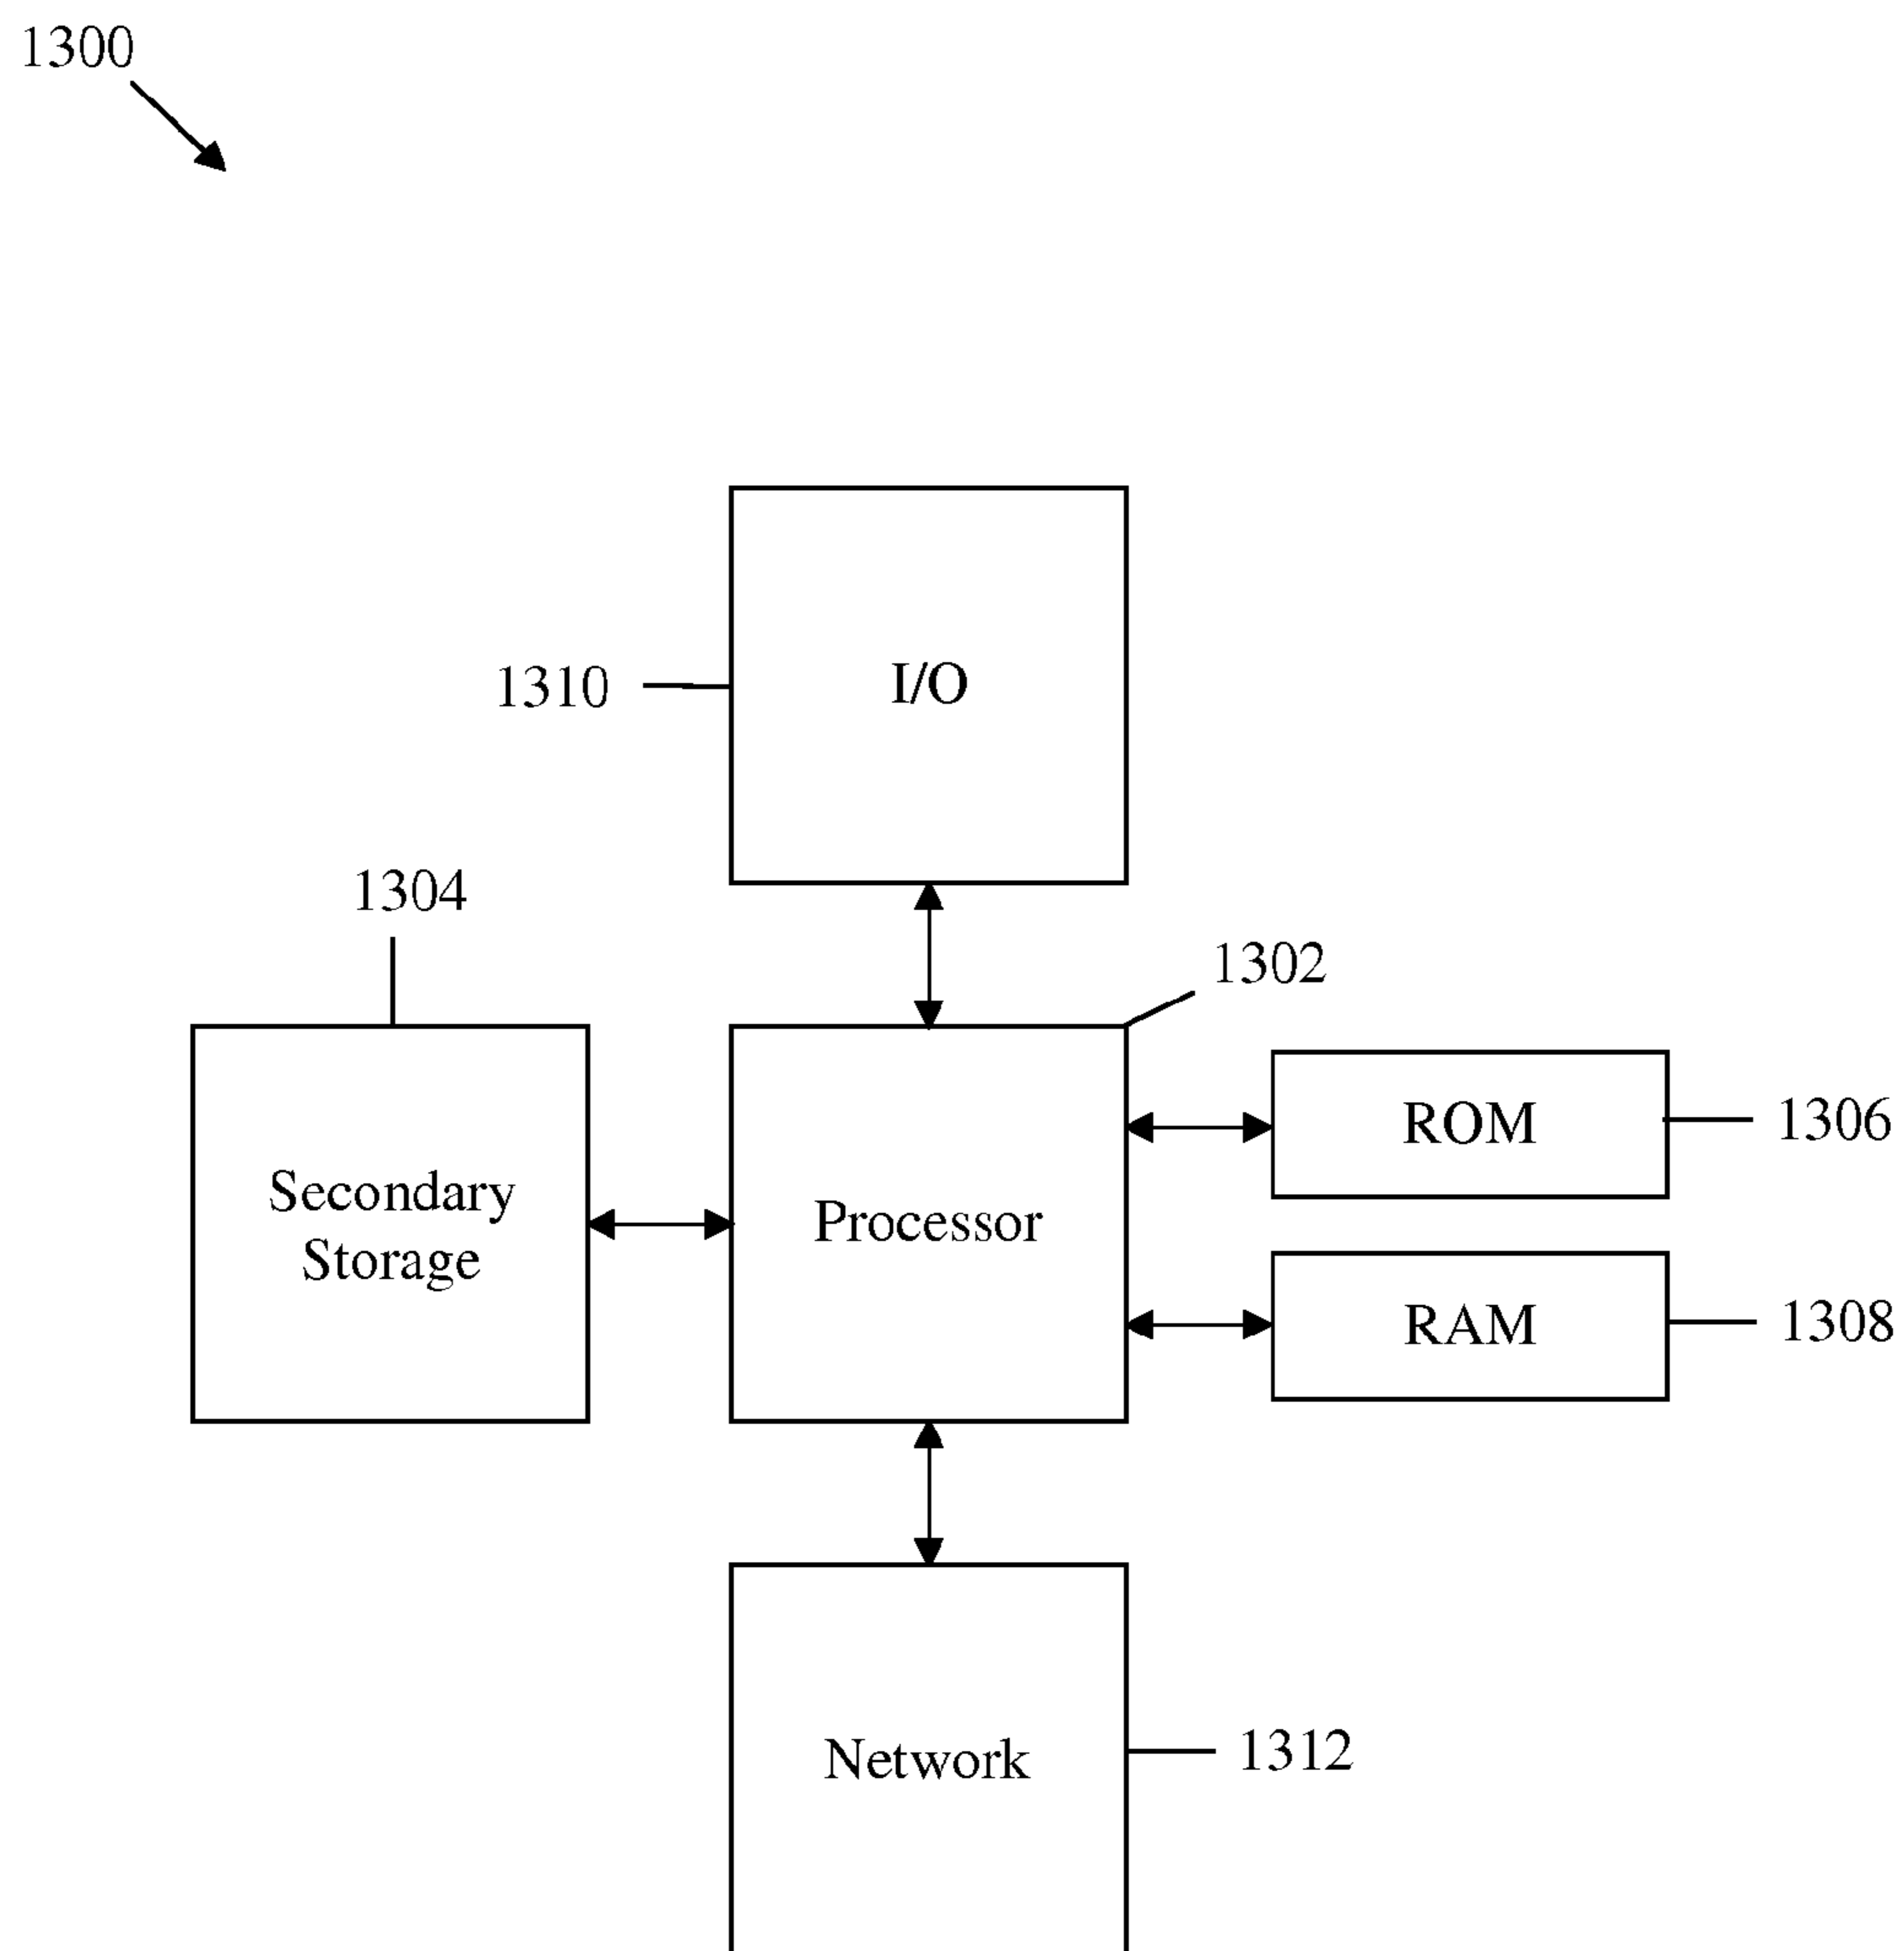 1300
I/O
1310
1304
1302
Secondary
Storage
Processor
ROM
1306
RAM
1308
Network
1312